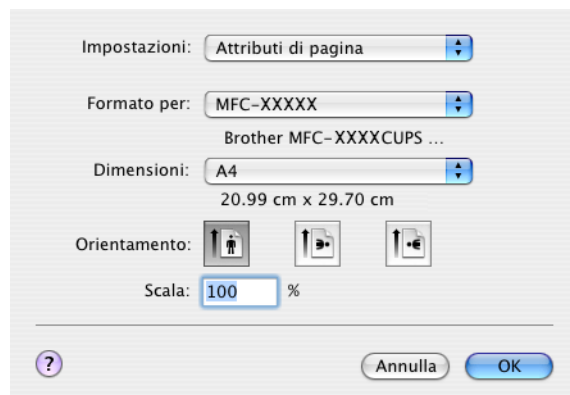 Impostazioni: Attributi di pagina
Formato per: MFC-XXXXX
Brother MFC-XXXXCUPS ...
Dimensioni: A4
20.99 cm x 29.70 cm
Orientamento:
Scala: 100 %
? Annulla OK